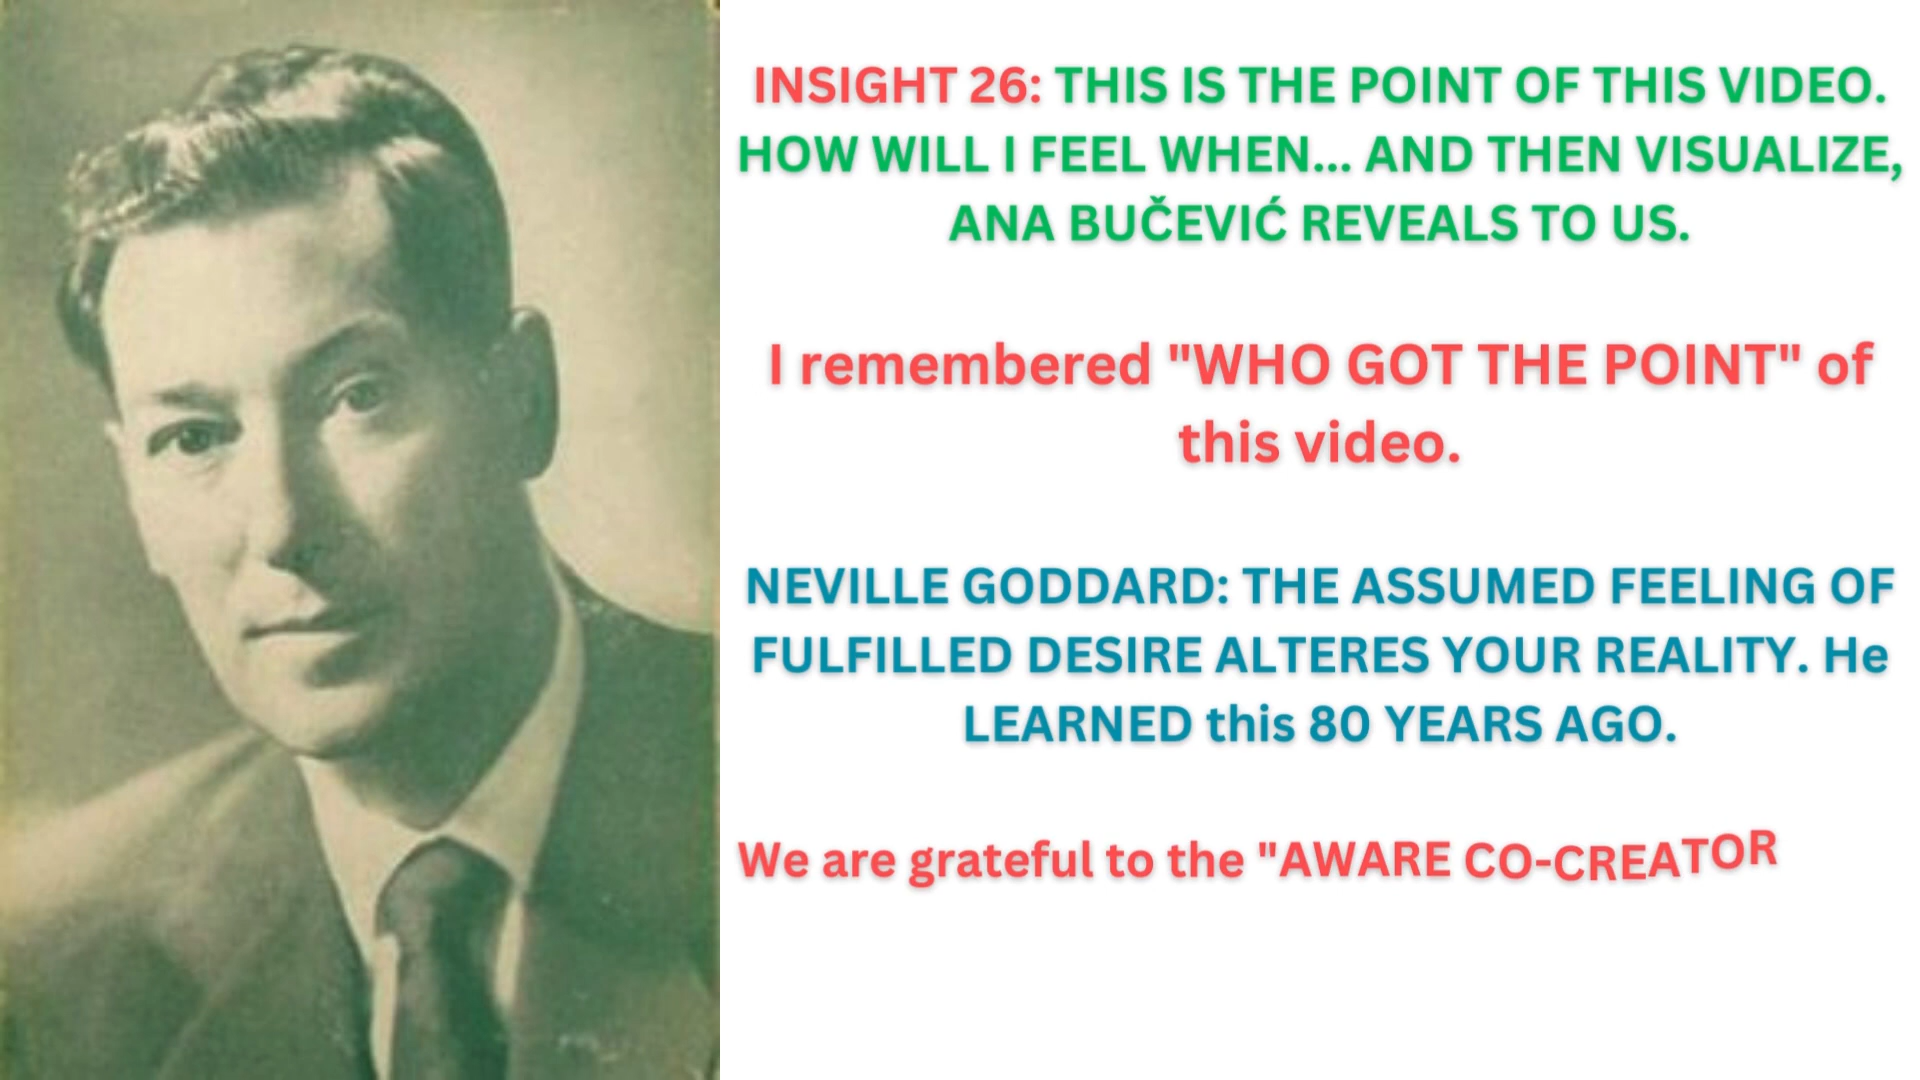 INSIGHT 26: THIS IS THE POINT OF THIS VIDEO.
HOW WILL I FEEL WHEN... AND THEN VISUALIZE,
ANA BUČEVIĆ REVEALS TO US.
I remembered "WHO GOT THE POINT" of
this video.
NEVILLE GODDARD: THE ASSUMED FEELING OF
FULFILLED DESIRE ALTERES YOUR REALITY. He
LEARNED this 80 YEARS AGO.
We are grateful to the "AWARE CO-CREATOR